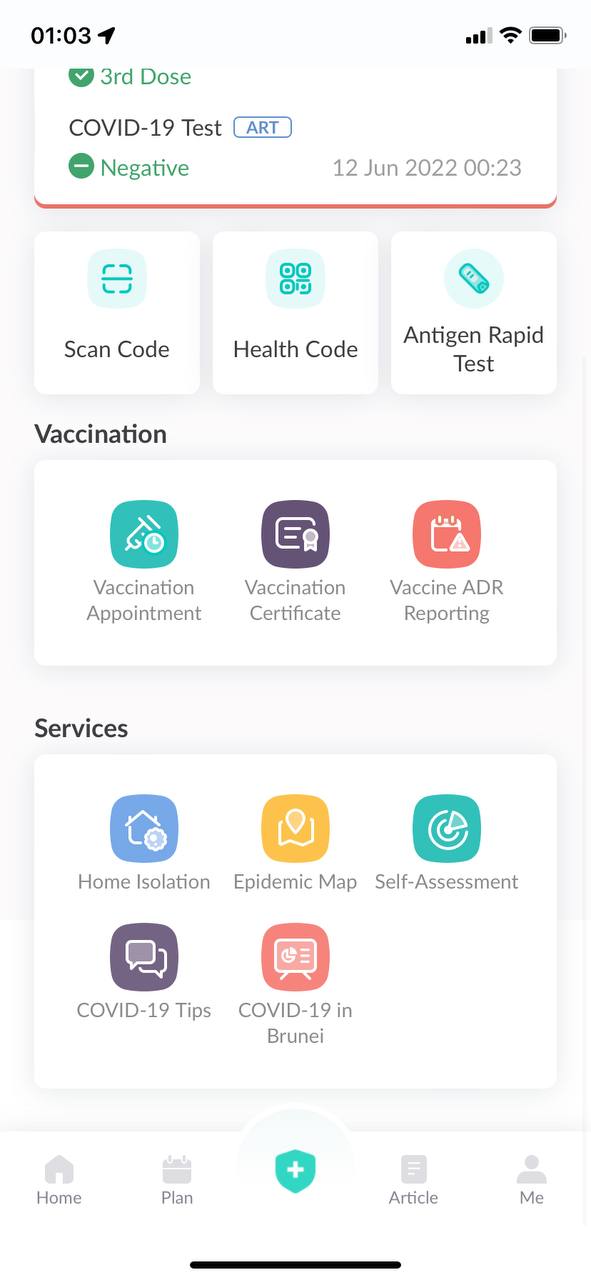 01:03
3rd Dose
COVID-19 Test ART
Negative 12 Jun 2022 00:23
Scan Code
Health Code
Antigen Rapid
Test
Vaccination
Vaccination
Appointment
Vaccination
Certificate
Vaccine ADR
Reporting
Services
Home Isolation
Epidemic Map
Self-Assessment
COVID-19 Tips
COVID-19 in
Brunei
Home
Plan
Article
Me